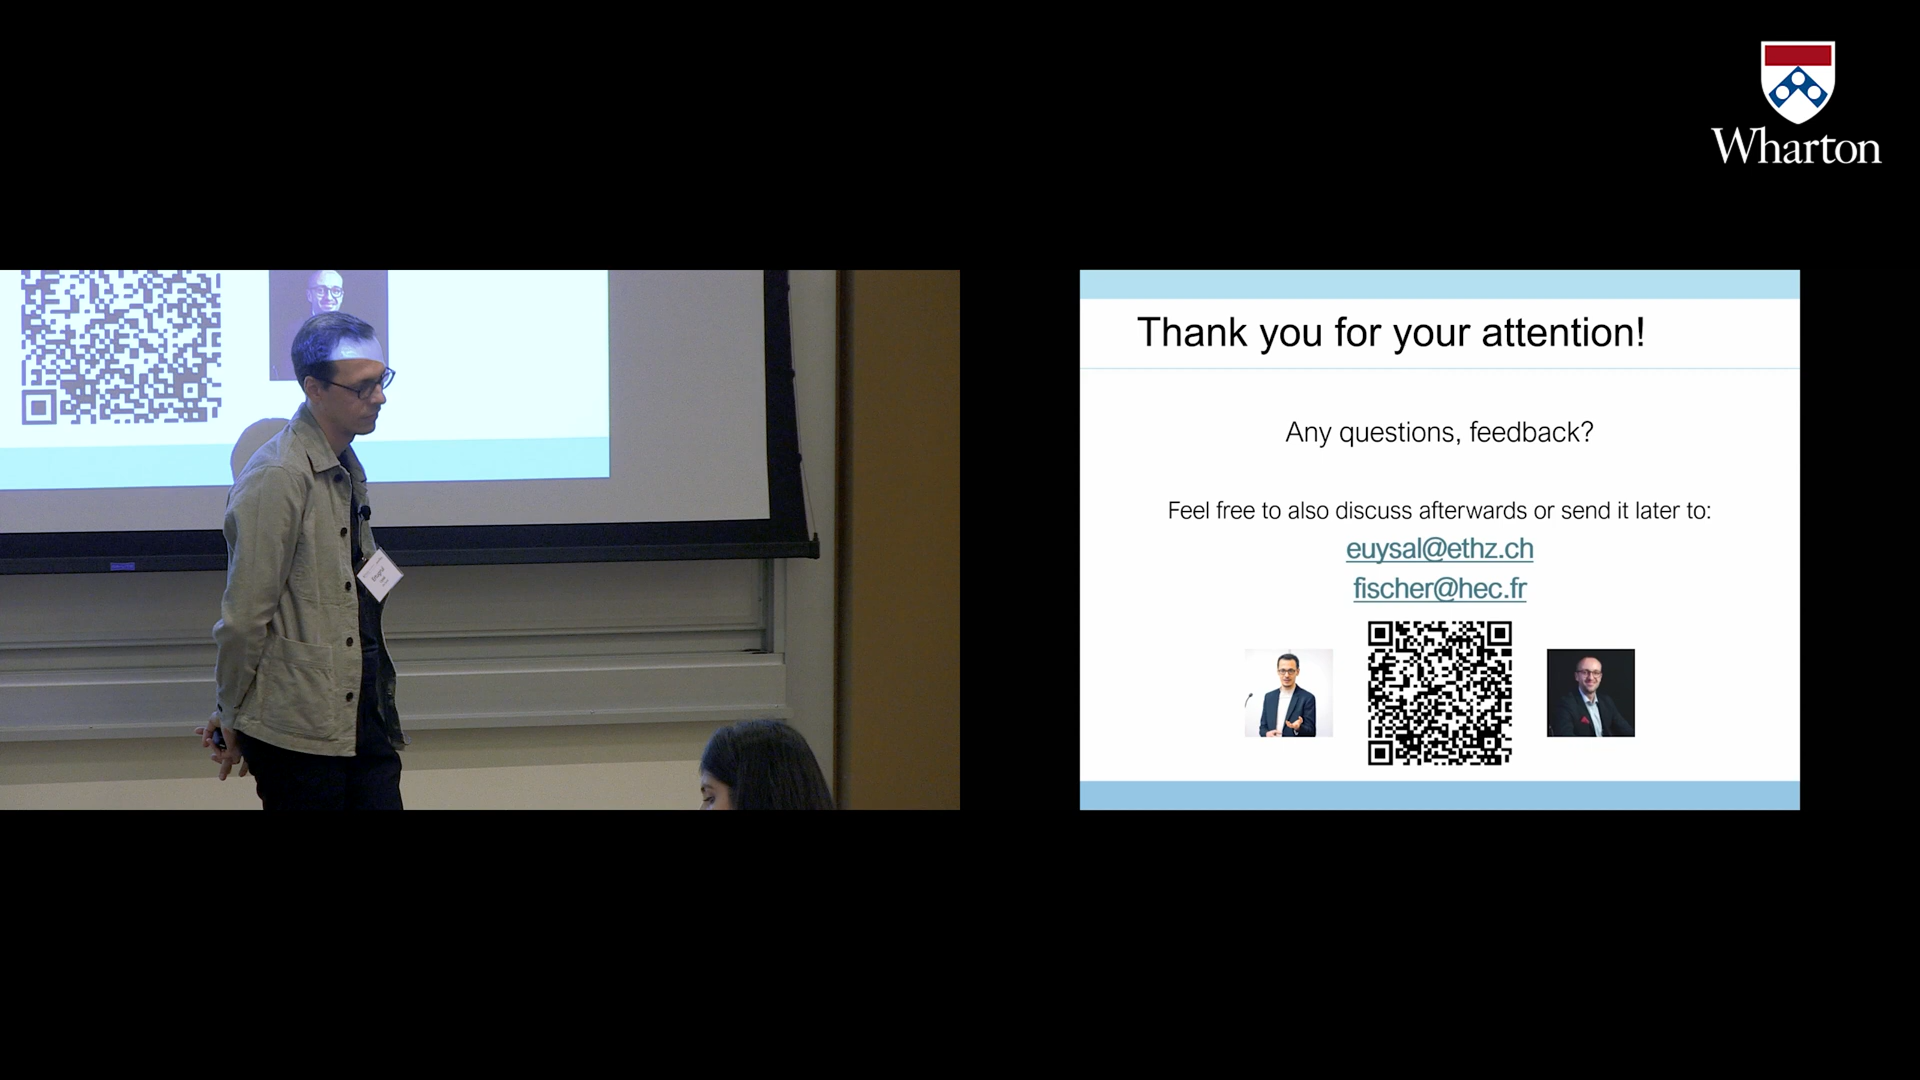 Wharton
Thank you for your attention!
Any questions, feedback?
Feel free to also discuss afterwards or send it later to:
euysal@ethz.ch
fischer@hec.fr